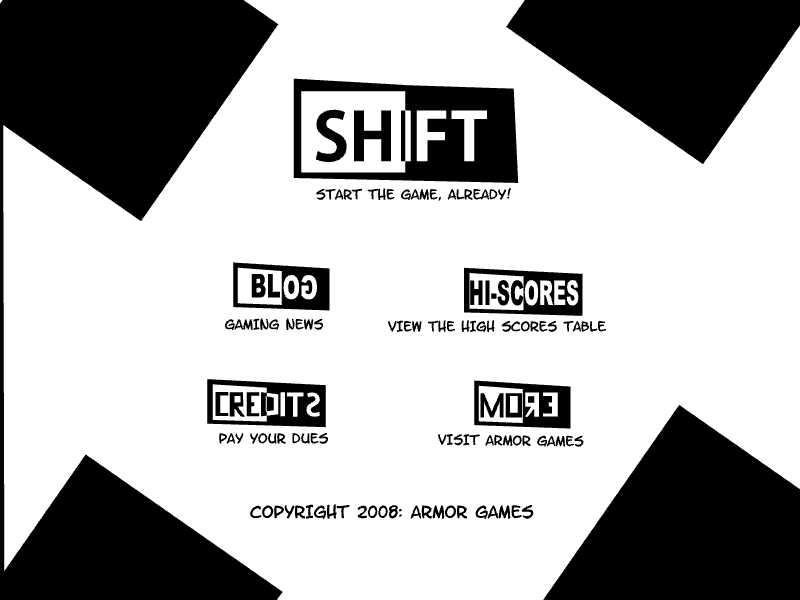 SHIFT
START THE GAME, ALREADY!
BLOG
GAMING NEWS
HI-SCORES
VIEW THE HIGH SCORES TABLE
CREDITS
PAY YOUR DUES
MORE
VISIT ARMOR GAMES
COPYRIGHT 2008: ARMOR GAMES